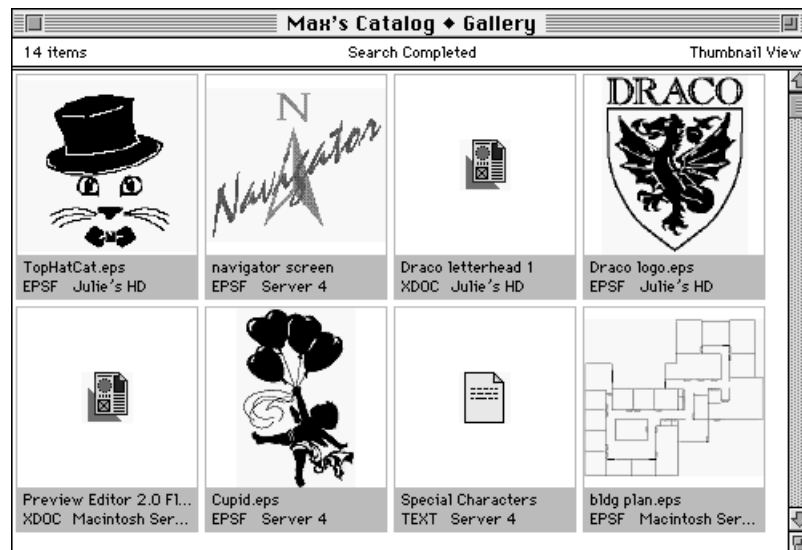 Max's Catalog ♦ Gallery
14 items Search Completed Thumbnail View
N
Navigator
DRACO
TopHatCat.eps
EPSF Julie's HD
navigator screen
EPSF Server 4
Draco letterhead 1
XDOC Julie's HD
Draco logo.eps
EPSF Julie's HD
Preview Editor 2.0 Fl...
XDOC Macintosh Ser...
Cupid.eps
EPSF Server 4
Special Characters
TEXT Server 4
bldg plan.eps
EPSF Macintosh Ser...